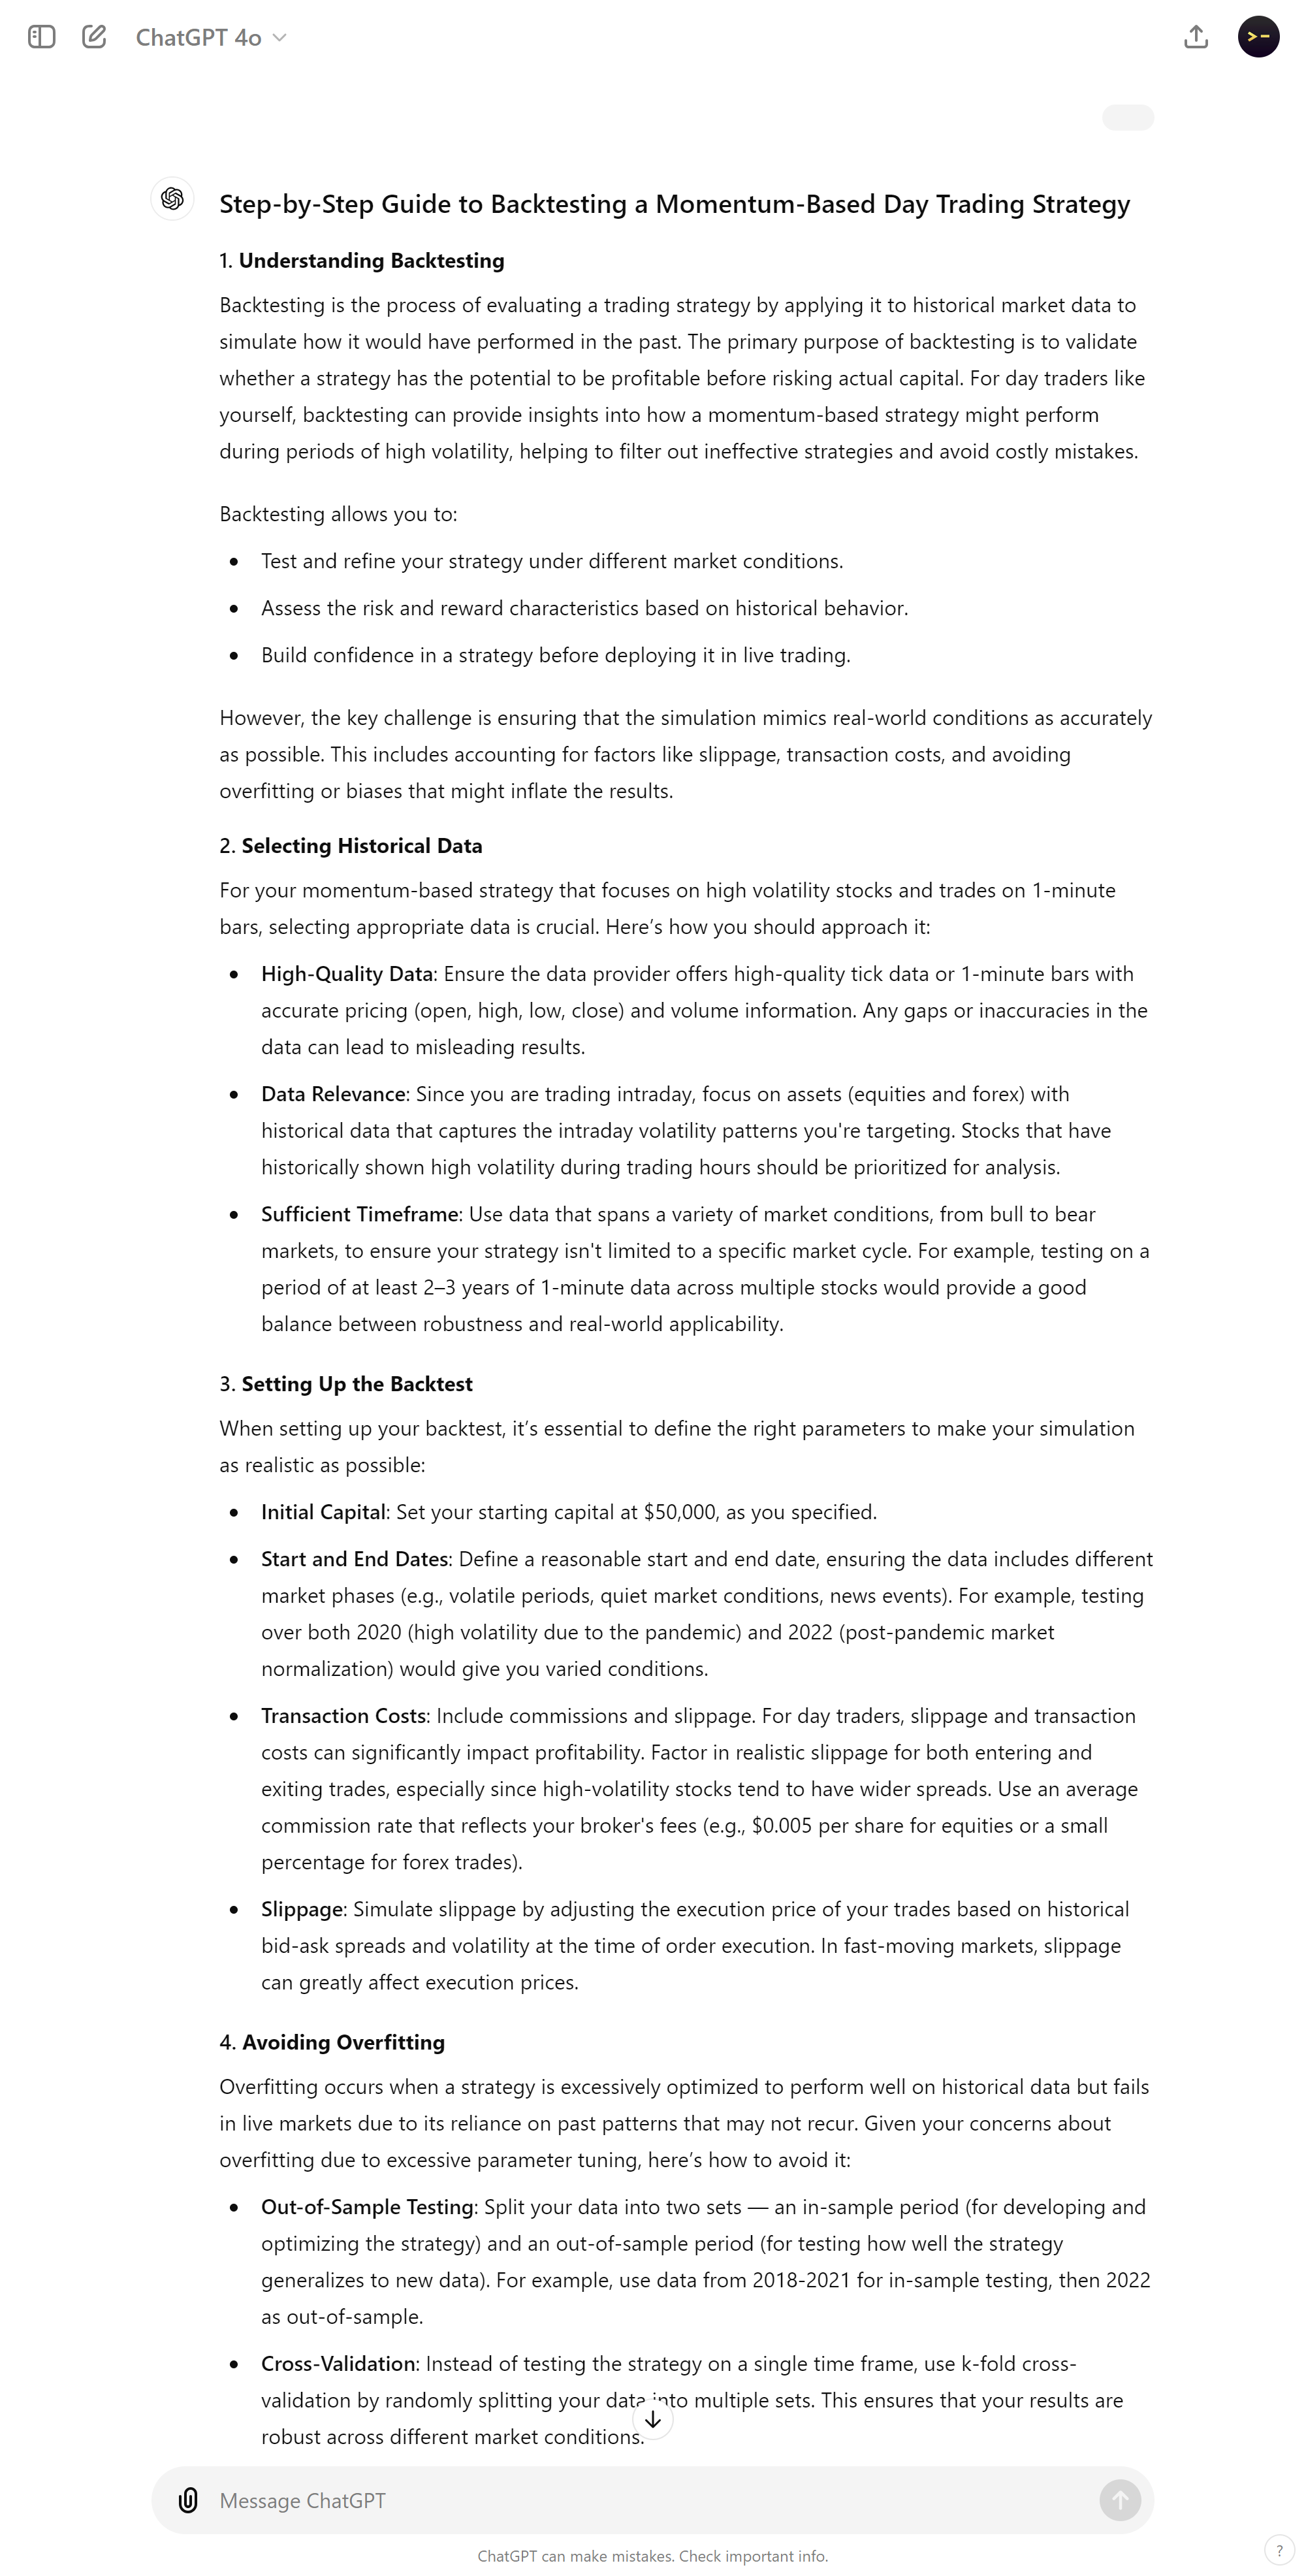 ChatGPT 4o
Step-by-Step Guide to Backtesting a Momentum-Based Day Trading Strategy
1. Understanding Backtesting
Backtesting is the process of evaluating a trading strategy by applying it to historical market data to
simulate how it would have performed in the past. The primary purpose of backtesting is to validate
whether a strategy has the potential to be profitable before risking actual capital. For day traders like
yourself, backtesting can provide insights into how a momentum-based strategy might perform
during periods of high volatility, helping to filter out ineffective strategies and avoid costly mistakes.
Backtesting allows you to:
• Test and refine your strategy under different market conditions.
• Assess the risk and reward characteristics based on historical behavior.
• Build confidence in a strategy before deploying it in live trading.
However, the key challenge is ensuring that the simulation mimics real-world conditions as accurately
as possible. This includes accounting for factors like slippage, transaction costs, and avoiding
overfitting or biases that might inflate the results.
2. Selecting Historical Data
For your momentum-based strategy that focuses on high volatility stocks and trades on 1-minute
bars, selecting appropriate data is crucial. Here’s how you should approach it:
• High-Quality Data: Ensure the data provider offers high-quality tick data or 1-minute bars with
accurate pricing (open, high, low, close) and volume information. Any gaps or inaccuracies in the
data can lead to misleading results.
• Data Relevance: Since you are trading intraday, focus on assets (equities and forex) with
historical data that captures the intraday volatility patterns you're targeting. Stocks that have
historically shown high volatility during trading hours should be prioritized for analysis.
• Sufficient Timeframe: Use data that spans a variety of market conditions, from bull to bear
markets, to ensure your strategy isn't limited to a specific market cycle. For example, testing on a
period of at least 2–3 years of 1-minute data across multiple stocks would provide a good
balance between robustness and real-world applicability.
3. Setting Up the Backtest
When setting up your backtest, it’s essential to define the right parameters to make your simulation
as realistic as possible:
• Initial Capital: Set your starting capital at $50,000, as you specified.
• Start and End Dates: Define a reasonable start and end date, ensuring the data includes different
market phases (e.g., volatile periods, quiet market conditions, news events). For example, testing
over both 2020 (high volatility due to the pandemic) and 2022 (post-pandemic market
normalization) would give you varied conditions.
• Transaction Costs: Include commissions and slippage. For day traders, slippage and transaction
costs can significantly impact profitability. Factor in realistic slippage for both entering and
exiting trades, especially since high-volatility stocks tend to have wider spreads. Use an average
commission rate that reflects your broker's fees (e.g., $0.005 per share for equities or a small
percentage for forex trades).
• Slippage: Simulate slippage by adjusting the execution price of your trades based on historical
bid-ask spreads and volatility at the time of order execution. In fast-moving markets, slippage
can greatly affect execution prices.
4. Avoiding Overfitting
Overfitting occurs when a strategy is excessively optimized to perform well on historical data but fails
in live markets due to its reliance on past patterns that may not recur. Given your concerns about
overfitting due to excessive parameter tuning, here’s how to avoid it:
• Out-of-Sample Testing: Split your data into two sets — an in-sample period (for developing and
optimizing the strategy) and an out-of-sample period (for testing how well the strategy
generalizes to new data). For example, use data from 2018-2021 for in-sample testing, then 2022
as out-of-sample.
• Cross-Validation: Instead of testing the strategy on a single time frame, use k-fold cross-
validation by randomly splitting your data into multiple sets. This ensures that your results are
robust across different market conditions.
Message ChatGPT
ChatGPT can make mistakes. Check important info.
?